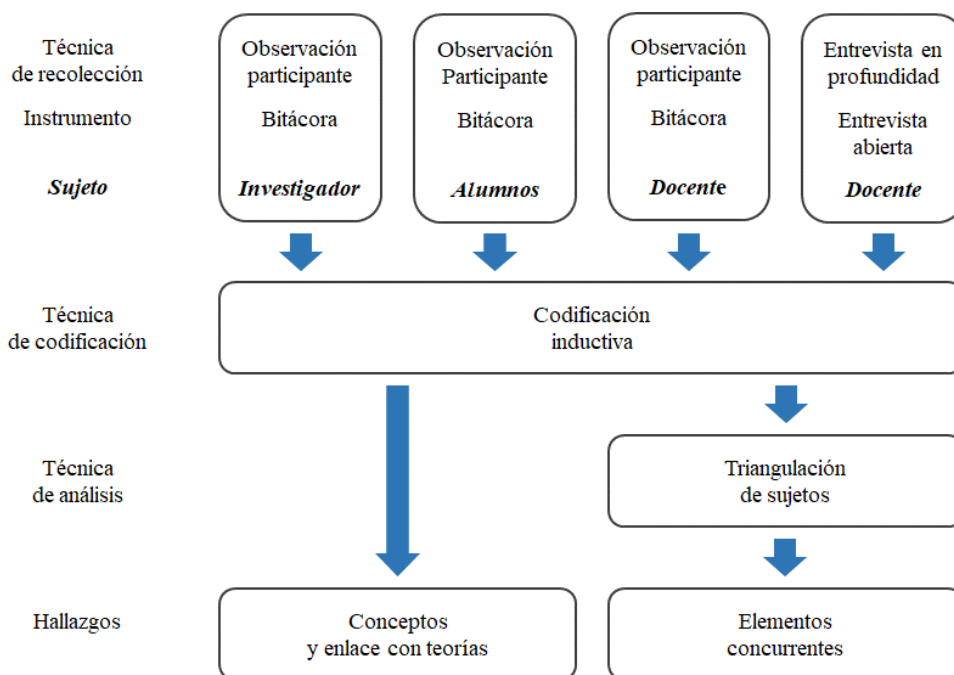 Técnica
de recolección
Observación
participante
Observación
Participante
Observación
participante
Entrevista en
profundidad
Instrumento
Bitácora
Bitácora
Bitácora
Entrevista
abierta
Sujeto
Investigador
Alumnos
Docente
Docente
Técnica
de codificación
Codificación
inductiva
Técnica
de análisis
Triangulación
de sujetos
Hallazgos
Conceptos
y enlace con teorías
Elementos
concurrentes